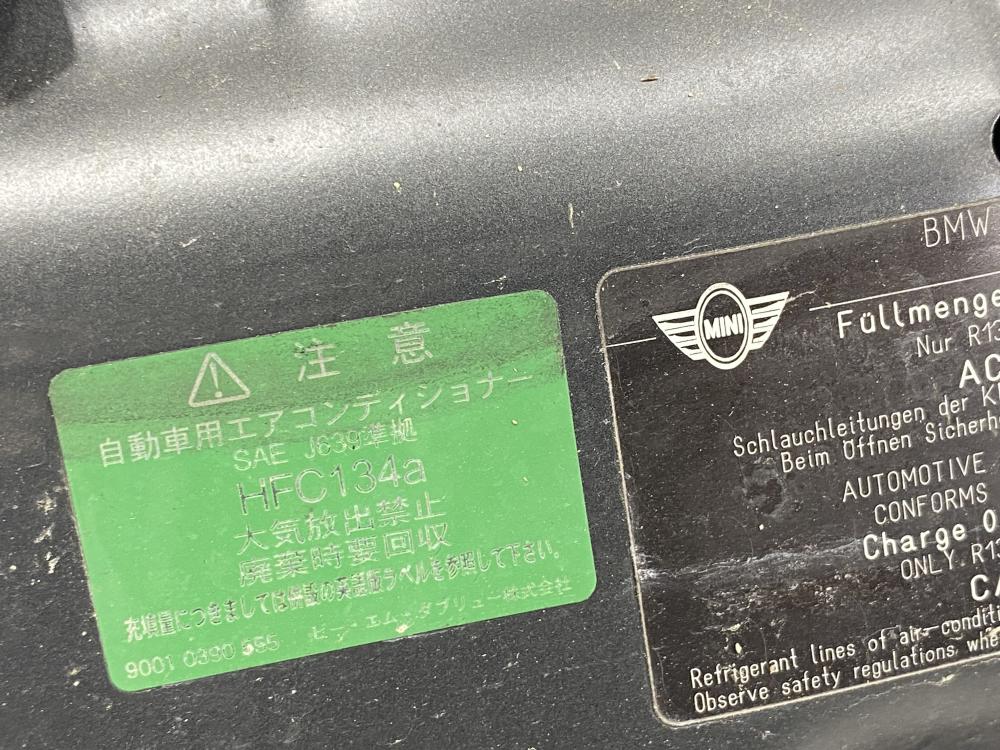 注意
自動車用エアコンディショナー
SAE J639準拠
HFC134a
大気放出禁止
廃棄時要回収
充填量につきましては併設の英語版ラベルを参照して下さい。
9001 0390 595 ビー・エム・ダブリュー株式会社
BMW
MINI
Füllmenge
Nur R13
AC
Schlauchleitungen der Kl
Beim Öffnen Sicherhe
AUTOMOTIVE
CONFORMS
Charge 0
ONLY R13
CA
Refrigerant lines of air-conditi
Observe safety regulations whe